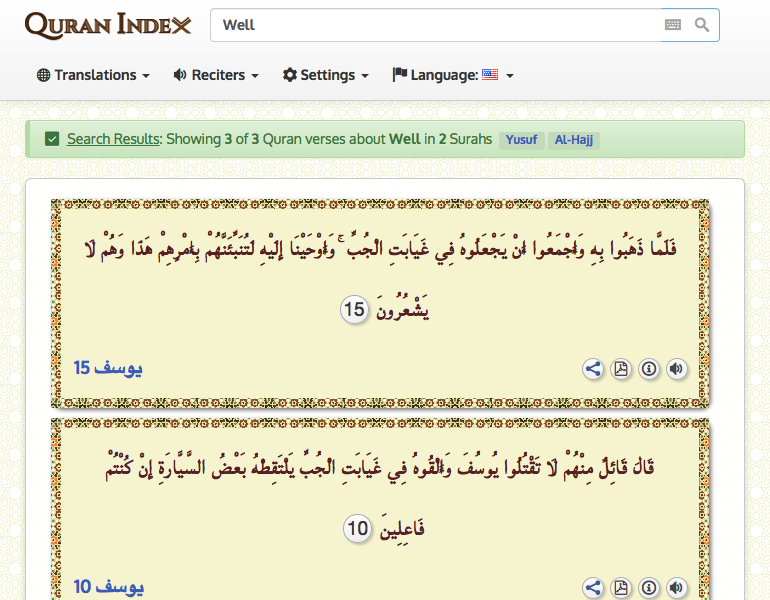 Quran Index
Well
Translations Reciters Settings Language:
Search Results: Showing 3 of 3 Quran verses about Well in 2 Surahs Yusuf Al-Hajj
فَلَمَّا ذَهَبُوا بِهِ وَأَجْمَعُوا أَنْ يَجْعَلُوهُ فِي غَيَابَتِ الْجُبِّ ۚ وَأَوْحَيْنَا إِلَيْهِ لَتُنَبِّئَنَّهُمْ بِأَمْرِهِمْ هَٰذَا وَهُمْ لَا
يَشْعُرُونَ 15
يوسف 15
قَالَ قَائِلٌ مِنْهُمْ لَا تَقْتُلُوا يُوسُفَ وَأَلْقُوهُ فِي غَيَابَتِ الْجُبِّ يَلْتَقِطْهُ بَعْضُ السَّيَّارَةِ إِنْ كُنْتُمْ
فَاعِلِينَ 10
يوسف 10